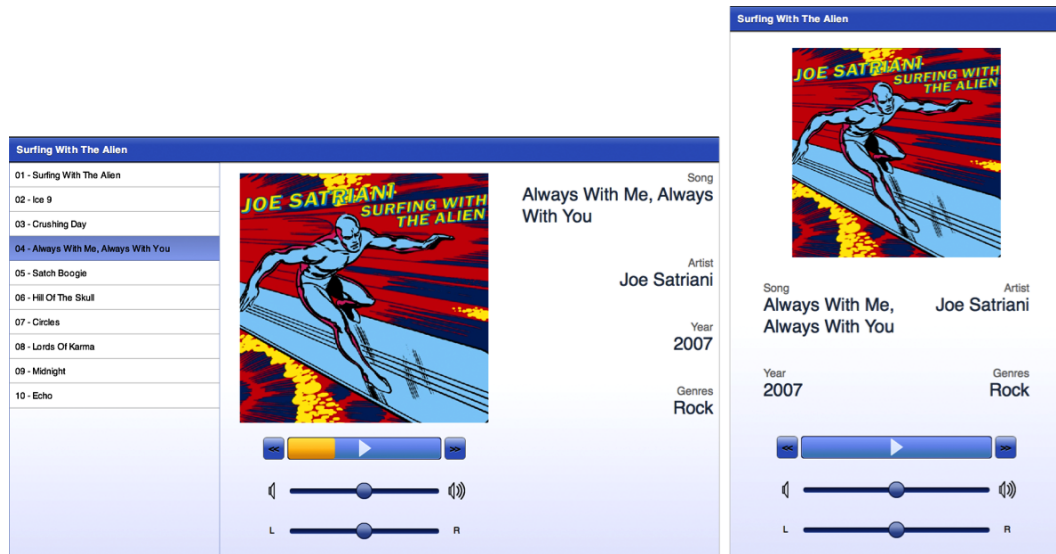 Surfing With The Alien
01 - Surfing With The Alien
02 - Ice 9
03 - Crushing Day
04 - Always With Me, Always With You
05 - Satch Boogie
06 - Hill Of The Skull
07 - Circles
08 - Lords Of Karma
09 - Midnight
10 - Echo
JOE SATRIANI
SURFING WITH
THE ALIEN
Song
Always With Me, Always
With You
Artist
Joe Satriani
Year
2007
Genres
Rock
<<
>>
L R
Surfing With The Alien
JOE SATRIANI
SURFING WITH
THE ALIEN
Song Artist
Always With Me, Joe Satriani
Always With You
Year Genres
2007 Rock
<<
>>
L R